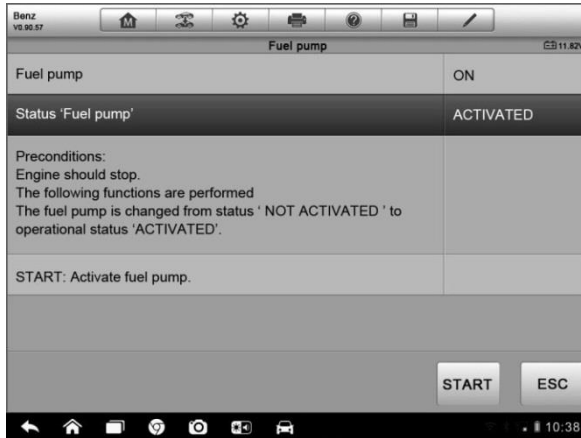 Benz
V0.90.57
M
Fuel pump
11.82V
Fuel pump ON
Status 'Fuel pump' ACTIVATED
Preconditions:
Engine should stop.
The following functions are performed
The fuel pump is changed from status ' NOT ACTIVATED ' to
operational status 'ACTIVATED'.
START: Activate fuel pump.
START ESC
10:38